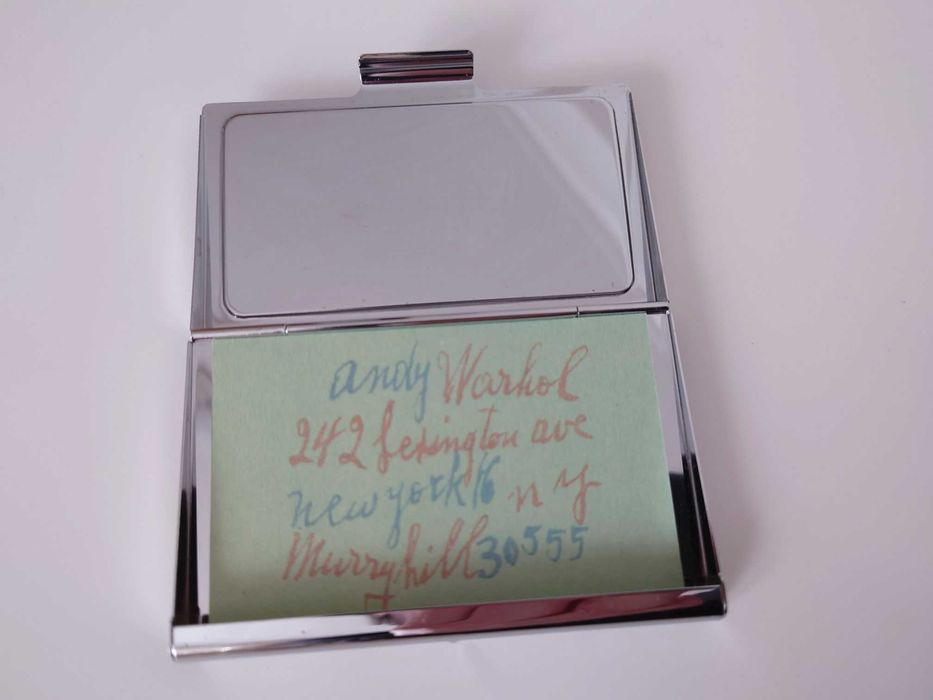 andy Warhol
242 Lexington ave
new york 16 n y
Murryhill 30555